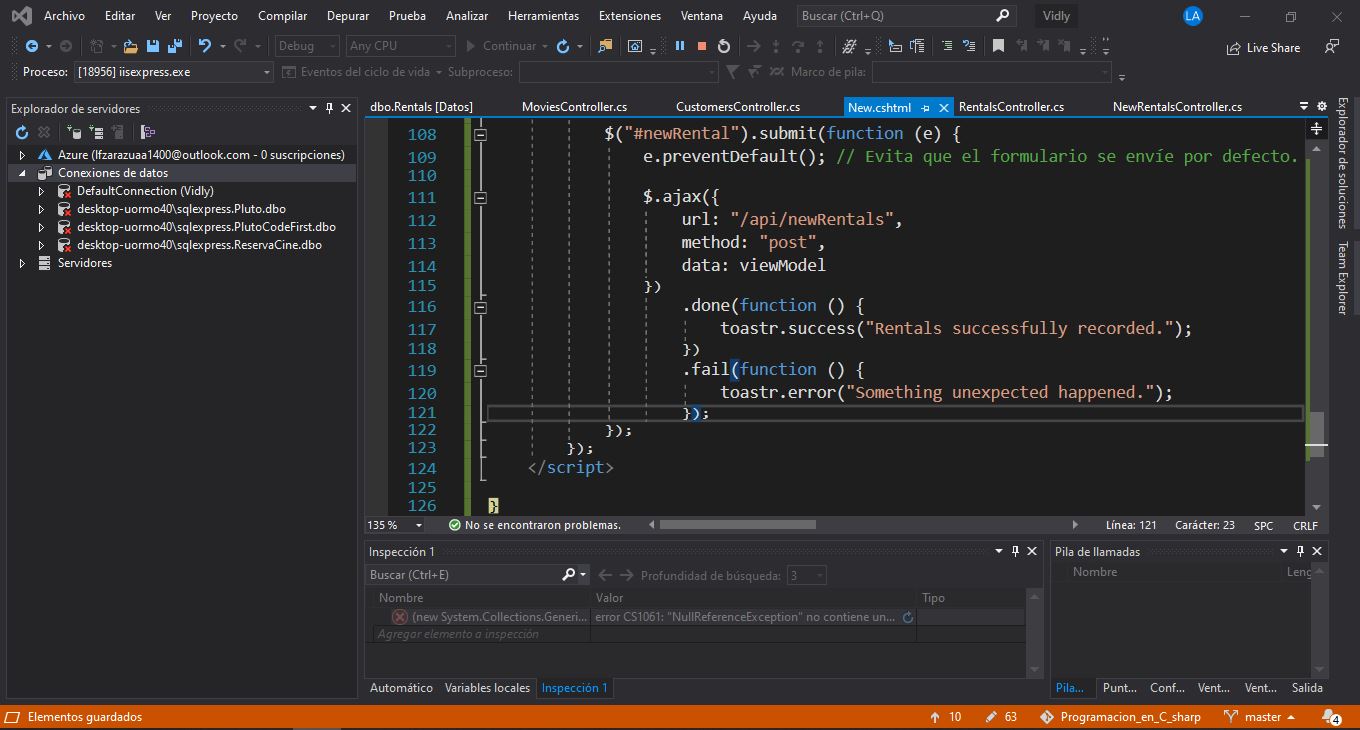 Archivo Editar Ver Proyecto Compilar Depurar Prueba Analizar Herramientas Extensiones Ventana Ayuda Buscar (Ctrl+Q) Vidly LA
Debug Any CPU Continuar Live Share
Proceso: [18956] iisexpress.exe Eventos del ciclo de vida Subproceso: Marco de pila:
Explorador de servidores
Azure (lfzarazuaa1400@outlook.com - 0 suscripciones)
Conexiones de datos
DefaultConnection (Vidly)
desktop-uormo40\sqlexpress.Pluto.dbo
desktop-uormo40\sqlexpress.PlutoCodeFirst.dbo
desktop-uormo40\sqlexpress.ReservaCine.dbo
Servidores
dbo.Rentals [Datos] MoviesController.cs CustomersController.cs New.cshtml RentalsController.cs NewRentalsController.cs
108 $("#newRental").submit(function (e) {
109 e.preventDefault(); // Evita que el formulario se envíe por defecto.
110
111 $.ajax({
112 url: "/api/newRentals",
113 method: "post",
114 data: viewModel
115 })
116 .done(function () {
117 toastr.success("Rentals successfully recorded.");
118 })
119 .fail(function () {
120 toastr.error("Something unexpected happened.");
121 });
122 });
123 });
124 </script>
125
126 }
135 % No se encontraron problemas. Línea: 121 Carácter: 23 SPC CRLF
Explorador de soluciones
Team Explorer
Inspección 1
Buscar (Ctrl+E) Profundidad de búsqueda: 3
Nombre Valor Tipo
(new System.Collections.Generi... error CS1061: "NullReferenceException" no contiene un...
Agregar elemento a inspección
Automático Variables locales Inspección 1
Pila de llamadas
Nombre Leng
Pila... Punt... Conf... Vent... Vent... Salida
Elementos guardados 10 63 Programacion_en_C_sharp master 4